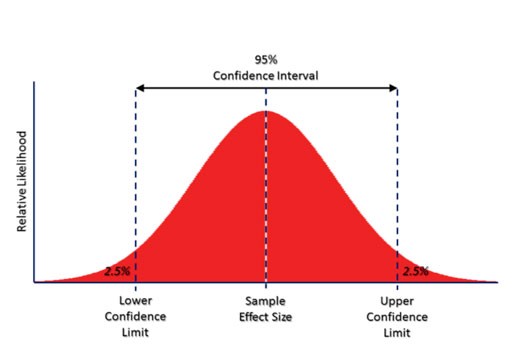 95%
Confidence Interval
Relative Likelihood
2.5%
2.5%
Lower
Confidence
Limit
Sample
Effect Size
Upper
Confidence
Limit